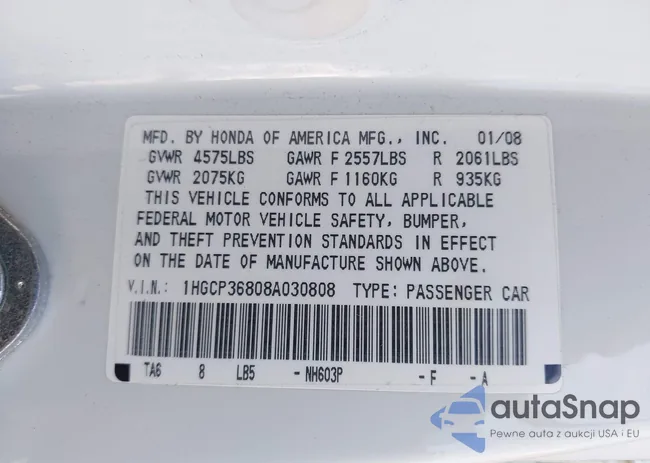 MFD. BY HONDA OF AMERICA MFG., INC. 01/08
GVWR 4575LBS GAWR F 2557LBS R 2061LBS
GVWR 2075KG GAWR F 1160KG R 935KG
THIS VEHICLE CONFORMS TO ALL APPLICABLE
FEDERAL MOTOR VEHICLE SAFETY, BUMPER,
AND THEFT PREVENTION STANDARDS IN EFFECT
ON THE DATE OF MANUFACTURE SHOWN ABOVE.
V.I.N.: 1HGCP36808A030808 TYPE: PASSENGER CAR
TA6 8 LB5 -NH603P -F -A
autaSnap
Pewne auta z aukcji USA i EU